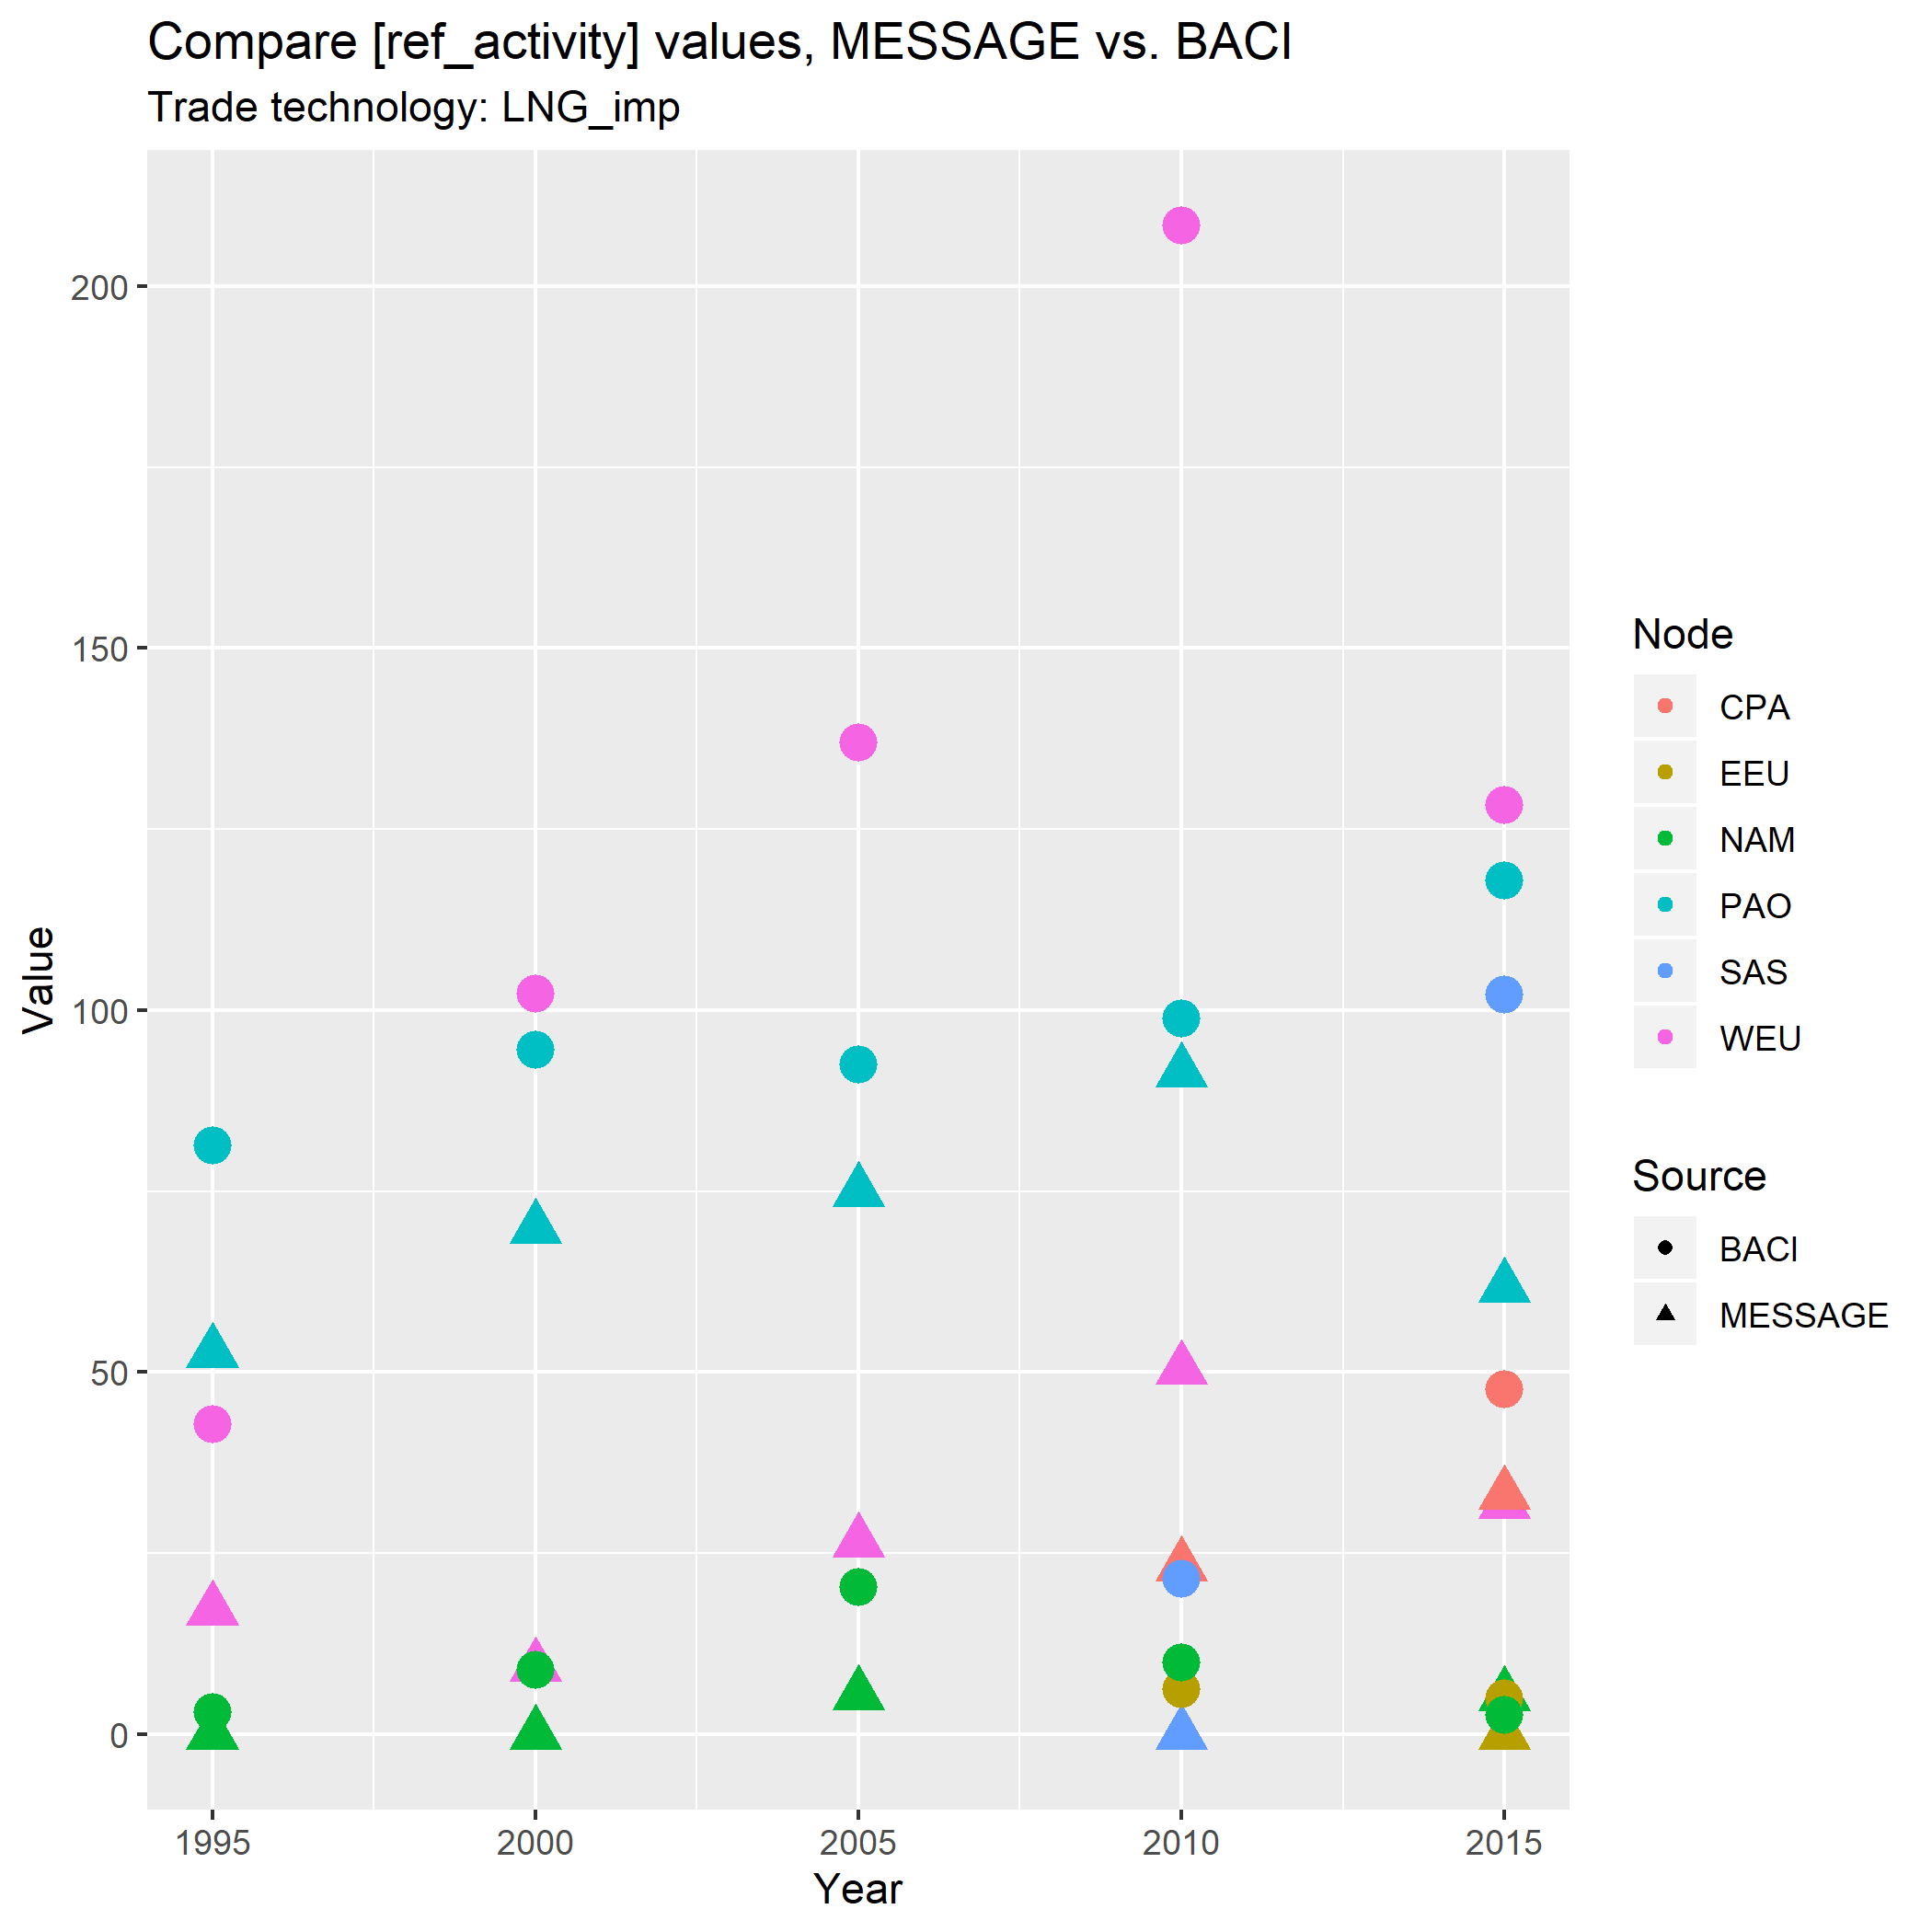 Compare [ref_activity] values, MESSAGE vs. BACI
Trade technology: LNG_imp
Value
200
150
100
50
0
1995 2000 2005 2010 2015
Year
Node
CPA
EEU
NAM
PAO
SAS
WEU
Source
BACI
MESSAGE